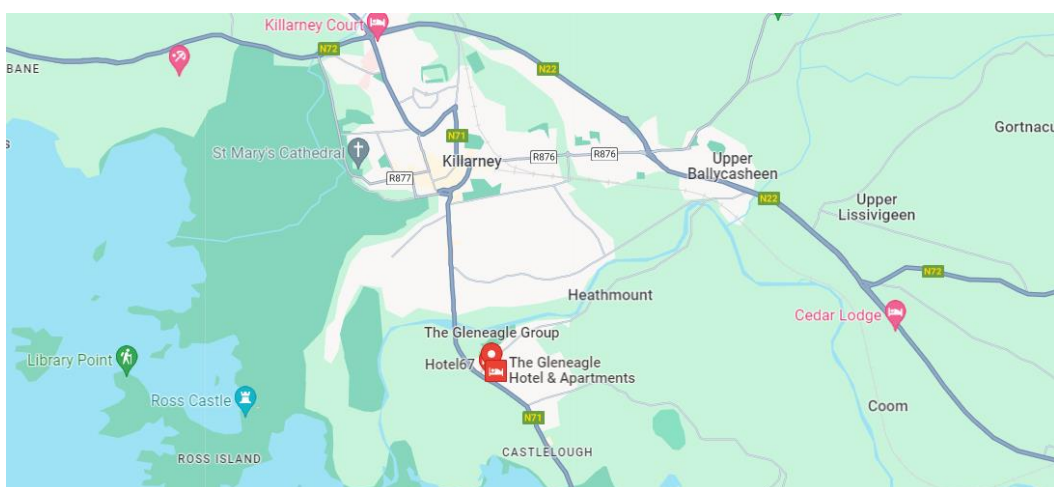 Killarney Court
N72
N22
BANE
Gortnacu
St Mary's Cathedral
N71
Killarney
R876
R876
Upper
Ballycasheen
R877
N22
Upper
Lissivigeen
N72
Heathmount
Cedar Lodge
The Gleneagle Group
Hotel67
The Gleneagle
Hotel & Apartments
Library Point
Ross Castle
N71
Coom
CASTLELOUGH
ROSS ISLAND